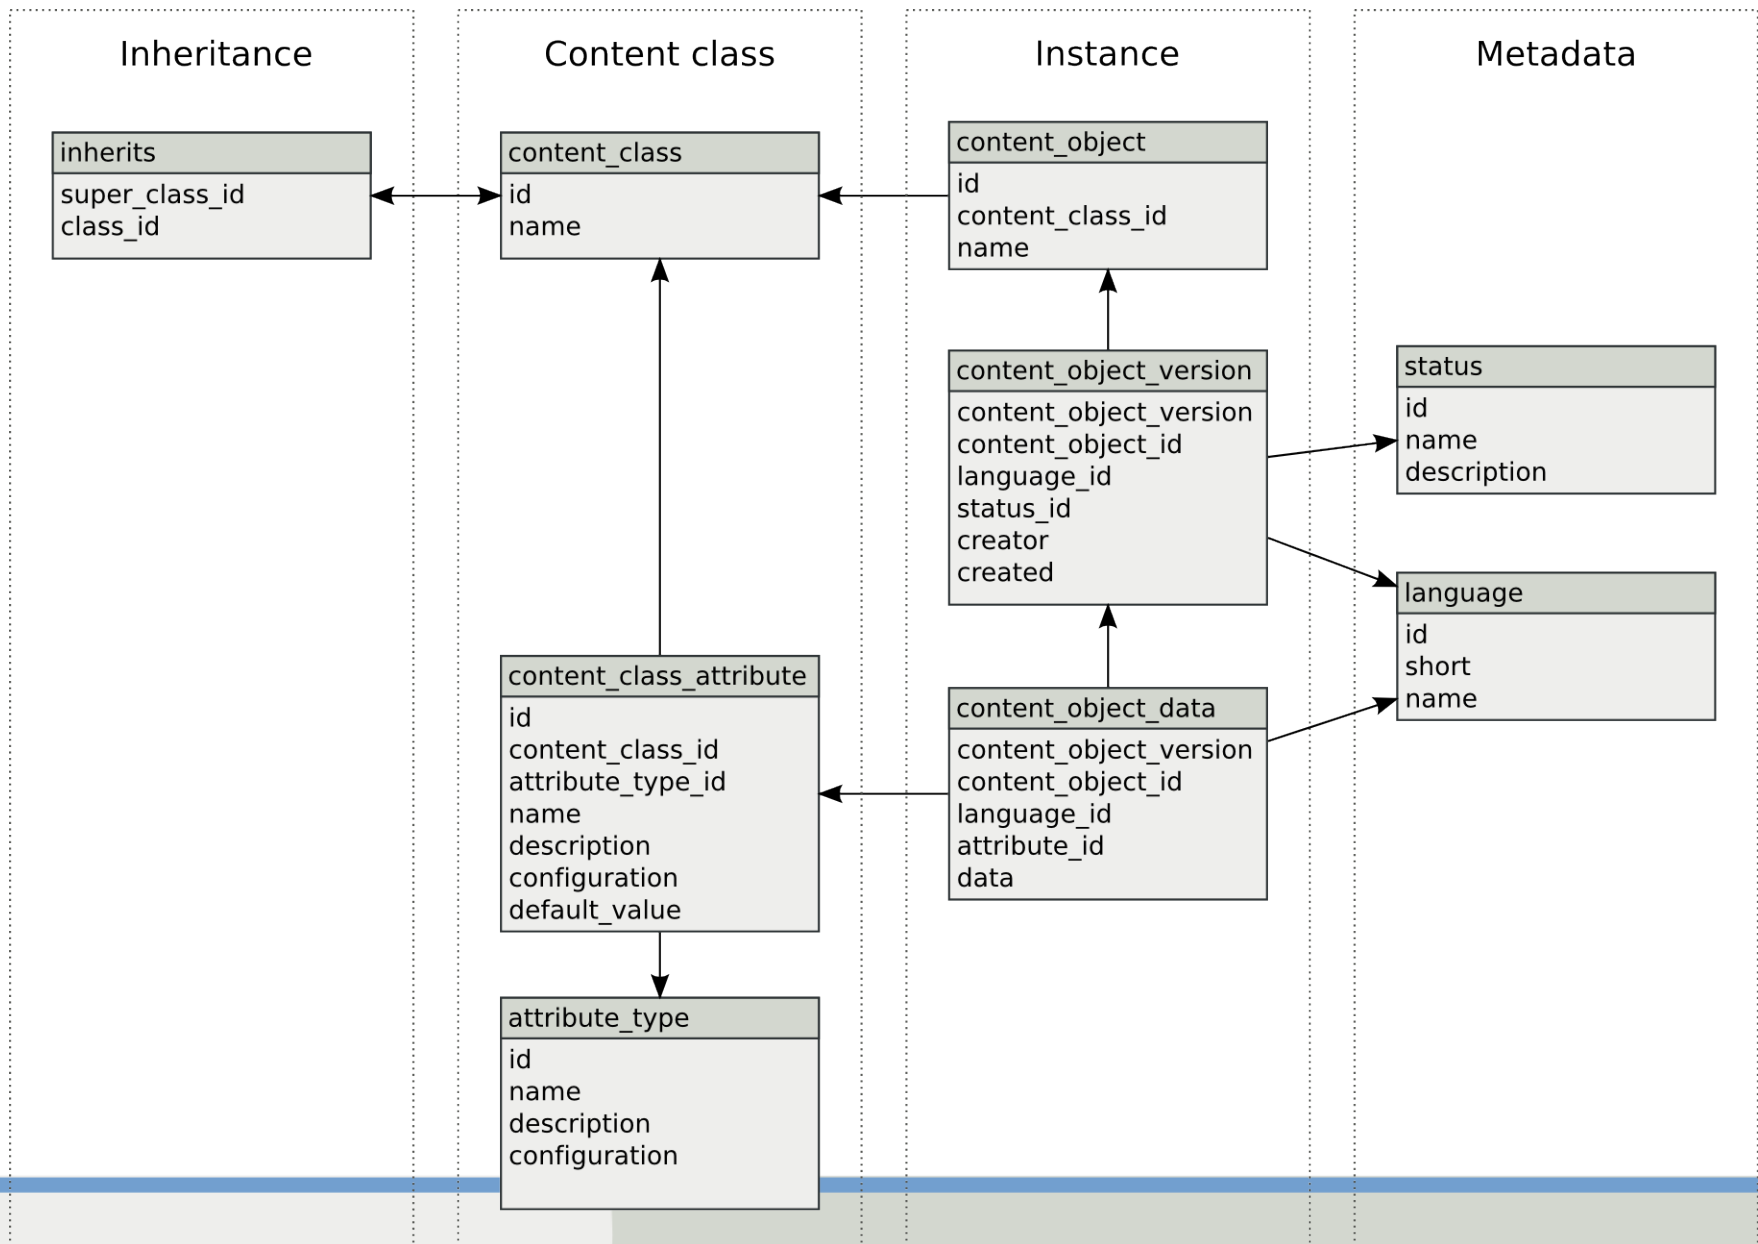 Inheritance
Content class
Instance
Metadata
inherits
super_class_id
class_id
content_class
id
name
content_class_attribute
id
content_class_id
attribute_type_id
name
description
configuration
default_value
attribute_type
id
name
description
configuration
content_object
id
content_class_id
name
content_object_version
content_object_version
content_object_id
language_id
status_id
creator
created
content_object_data
content_object_version
content_object_id
language_id
attribute_id
data
status
id
name
description
language
id
short
name